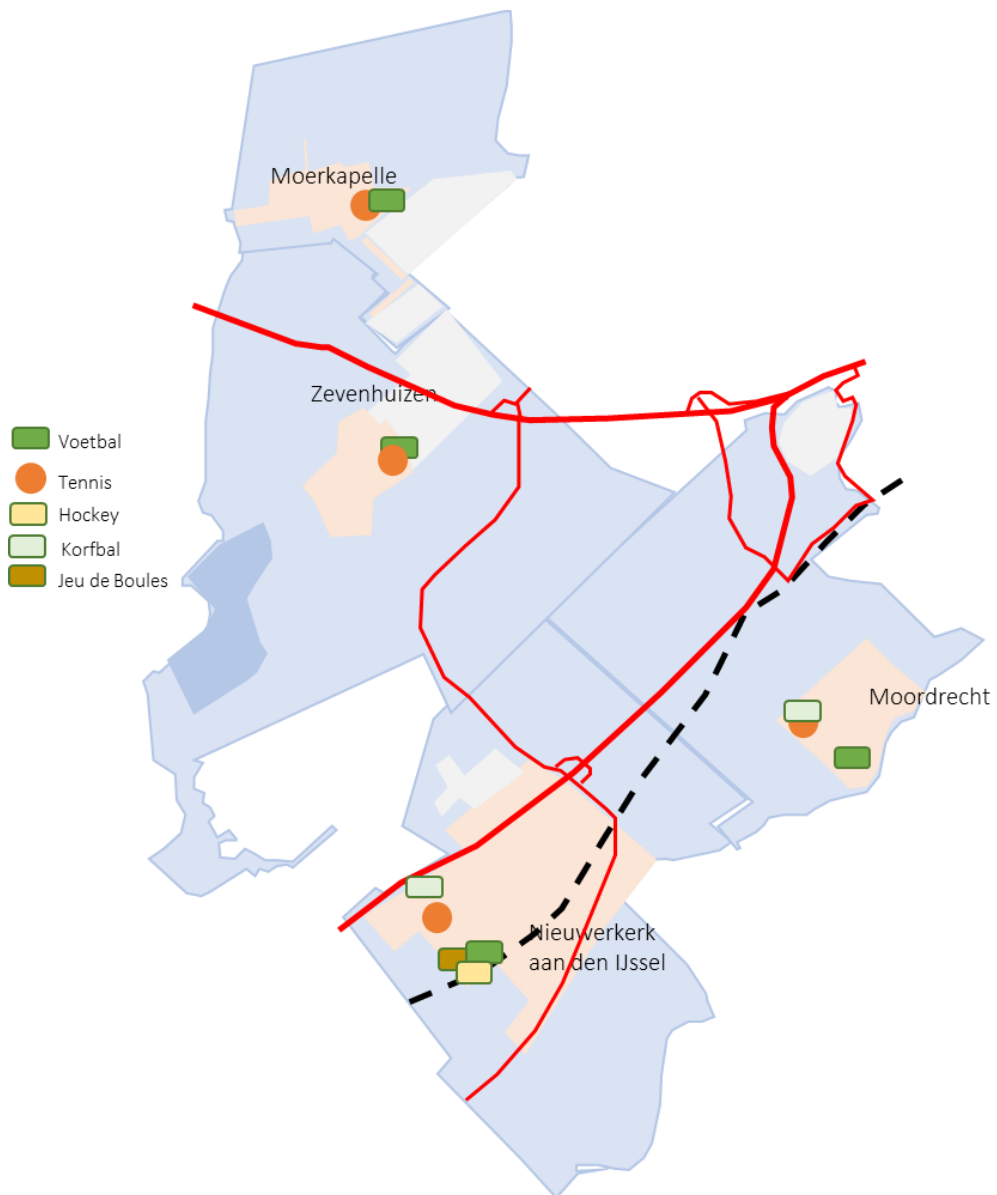 Moerkapelle
Zevenhuizen
Voetbal
Tennis
Hockey
Korfbal
Jeu de Boules
Moordrecht
Nieuwerkerk
aan den IJssel